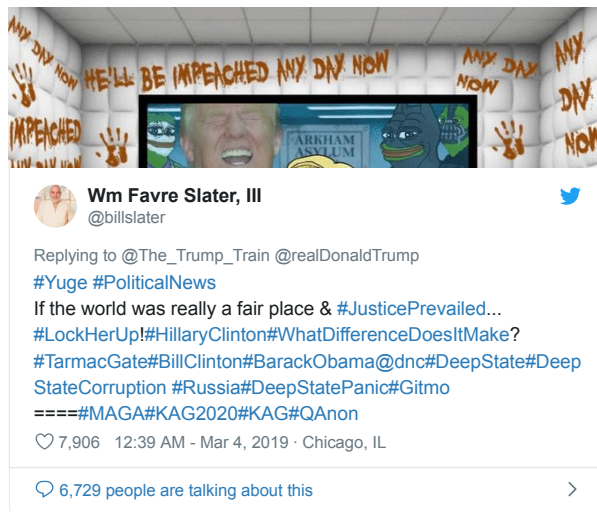 ANY DAY NOW
HE'LL BE IMPEACHED ANY DAY NOW
ANY DAY
NOW
ANY
DAY
NOW
IMPEACHED
ARKHAM
ASYLUM
Wm Favre Slater, III
@billslater
Replying to @The_Trump_Train @realDonaldTrump
#Yuge #PoliticalNews
If the world was really a fair place & #JusticePrevailed...
#LockHerUp!#HillaryClinton#WhatDifferenceDoesItMake?
#TarmacGate#BillClinton#BarackObama@dnc#DeepState#Deep
StateCorruption #Russia#DeepStatePanic#Gitmo
====#MAGA#KAG2020#KAG#QAnon
7,906 12:39 AM - Mar 4, 2019 · Chicago, IL
6,729 people are talking about this